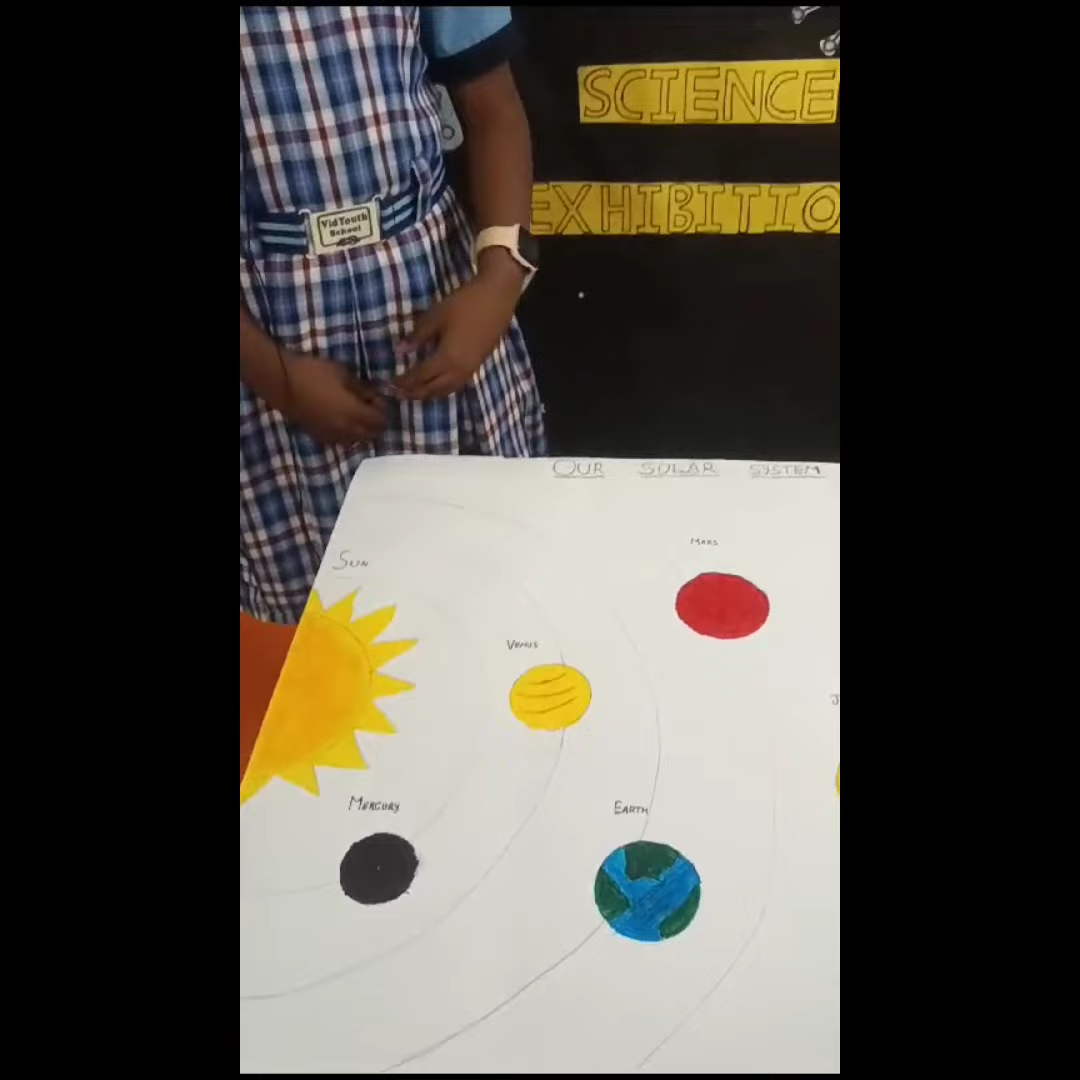 SCIENCE
EXHIBITIO
VidYouth
School
OUR SOLAR SYSTEM
MARS
SUN
VENUS
J
MERCURY
EARTH